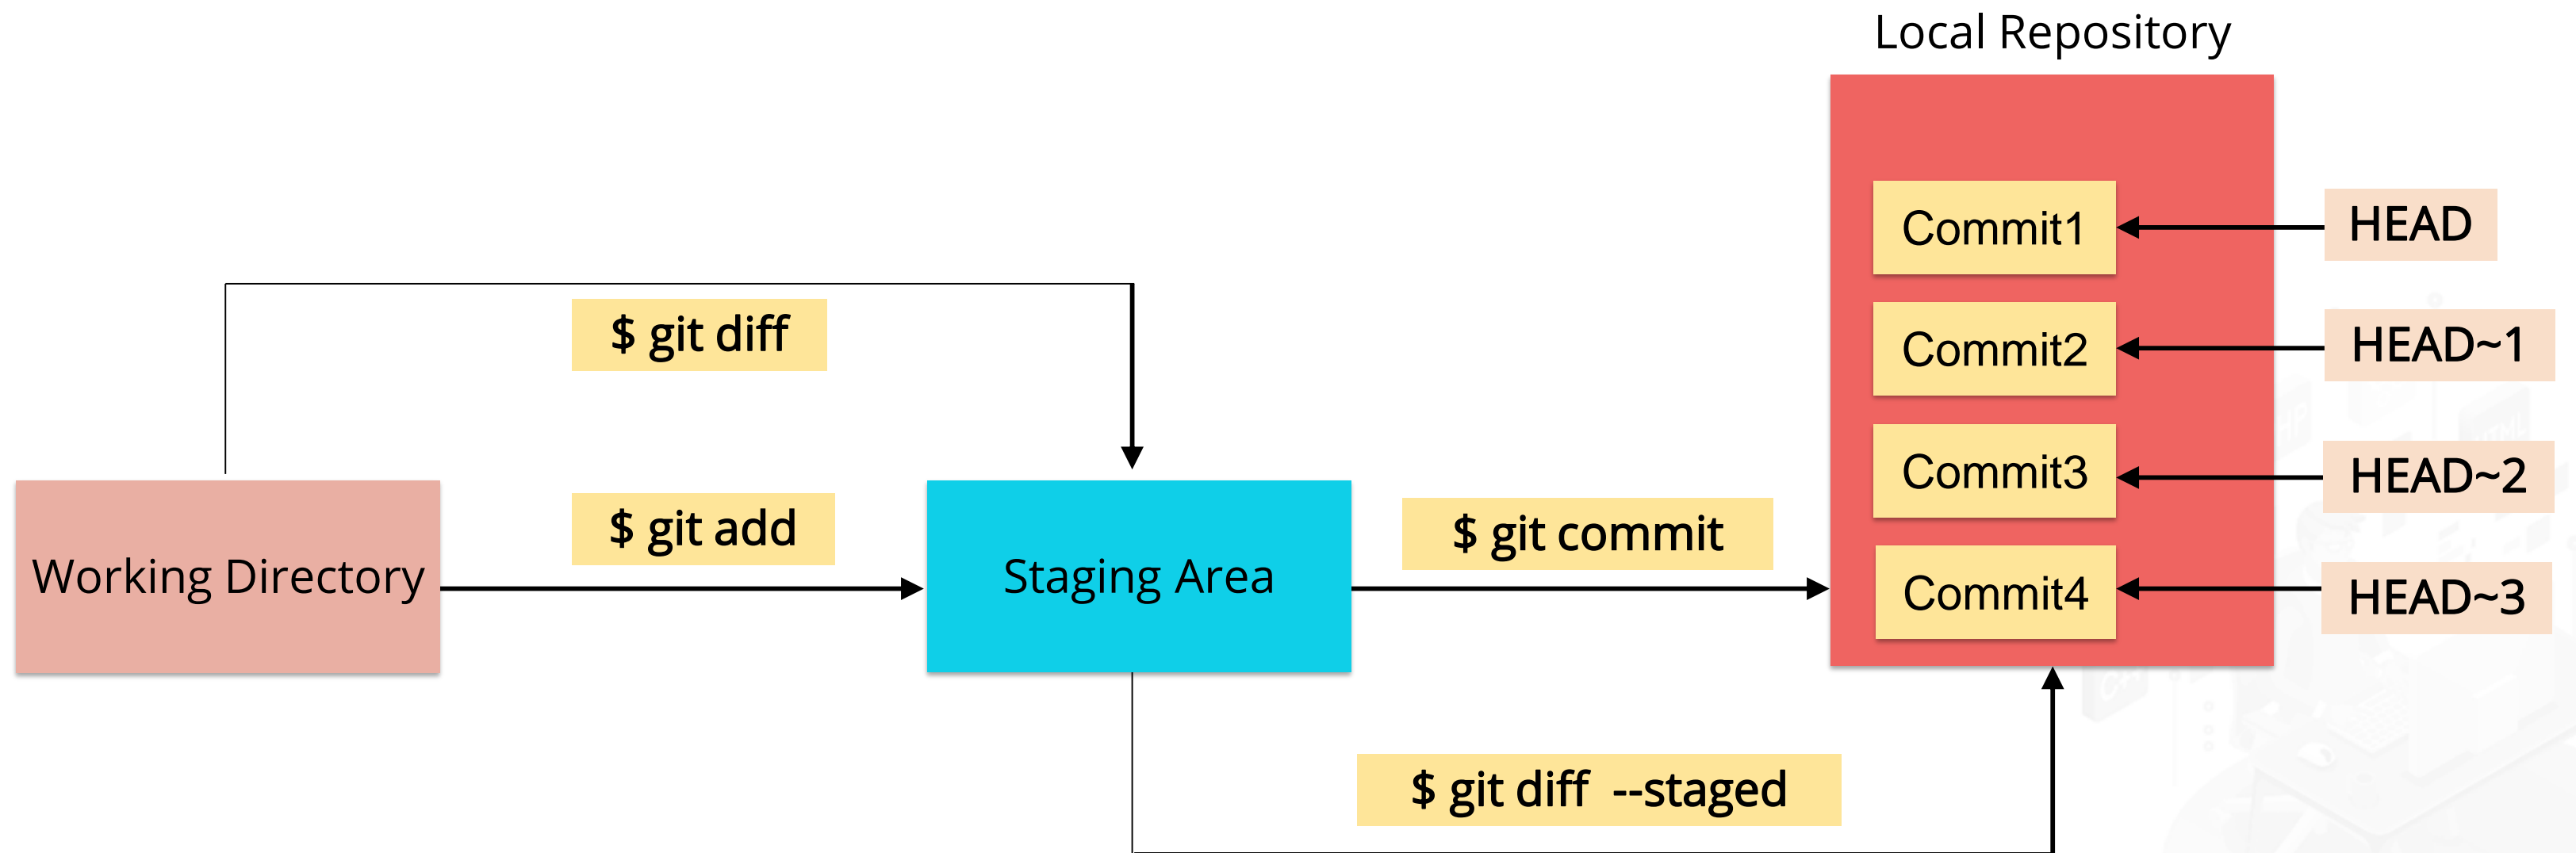 Local Repository
Commit1
HEAD
Commit2
HEAD~1
$ git diff
Commit3
HEAD~2
Working Directory
$ git add
Staging Area
$ git commit
Commit4
HEAD~3
$ git diff  --staged
C++
HTML